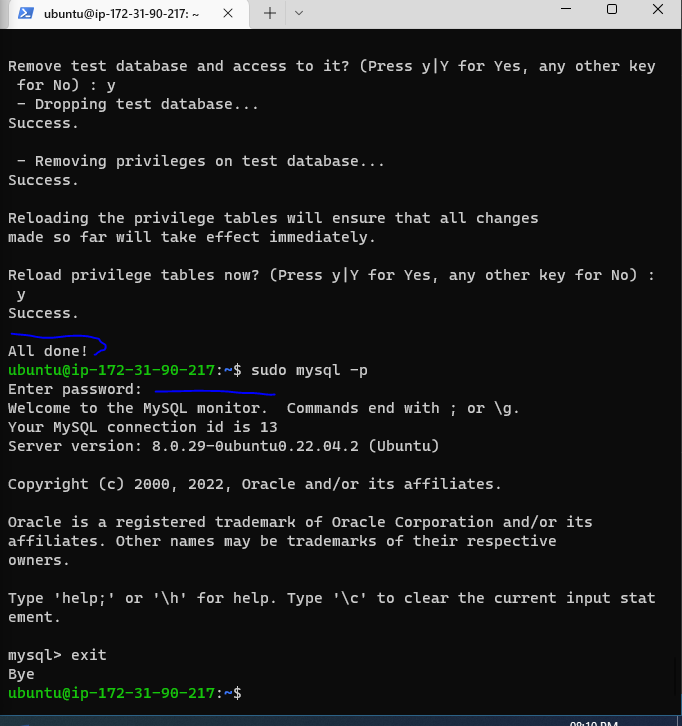 ubuntu@ip-172-31-90-217: ~
Remove test database and access to it? (Press y|Y for Yes, any other key
 for No) : y
 - Dropping test database...
Success.
 - Removing privileges on test database...
Success.
Reloading the privilege tables will ensure that all changes
made so far will take effect immediately.
Reload privilege tables now? (Press y|Y for Yes, any other key for No) :
 y
Success.
All done!
ubuntu@ip-172-31-90-217:~$ sudo mysql -p
Enter password:
Welcome to the MySQL monitor.  Commands end with ; or \g.
Your MySQL connection id is 13
Server version: 8.0.29-0ubuntu0.22.04.2 (Ubuntu)
Copyright (c) 2000, 2022, Oracle and/or its affiliates.
Oracle is a registered trademark of Oracle Corporation and/or its
affiliates. Other names may be trademarks of their respective
owners.
Type 'help;' or '\h' for help. Type '\c' to clear the current input stat
ement.
mysql> exit
Bye
ubuntu@ip-172-31-90-217:~$